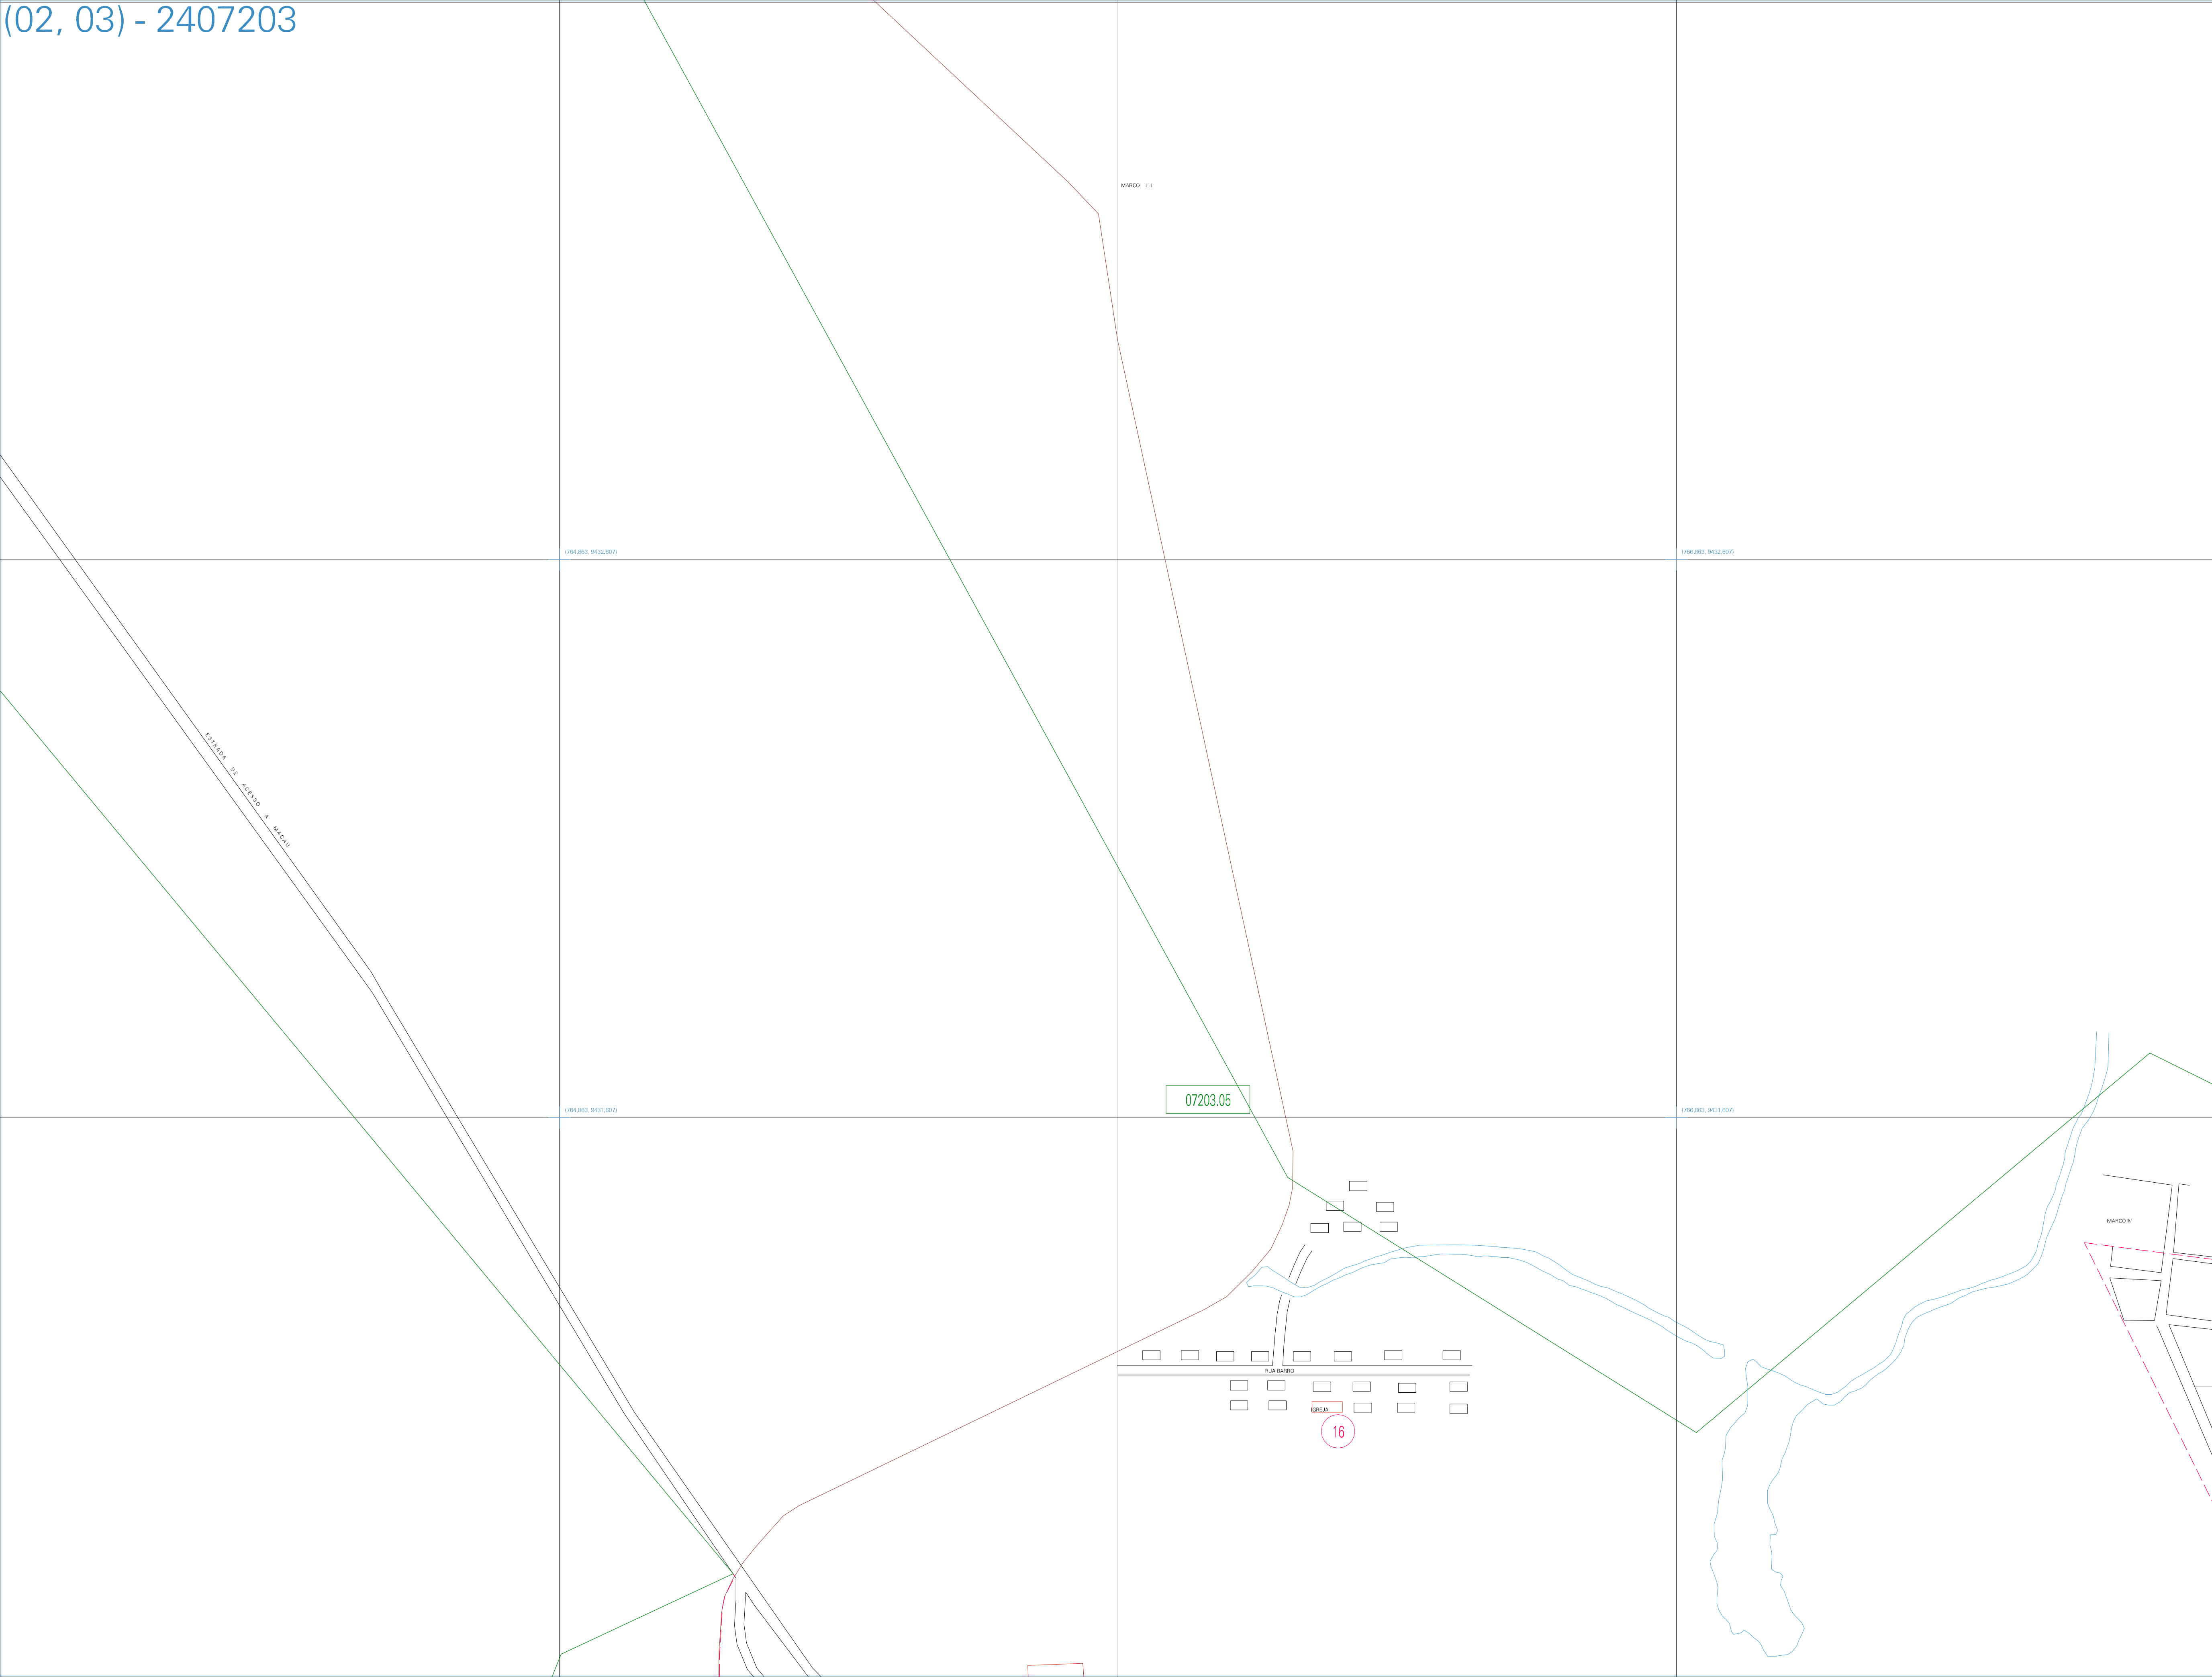 (02, 03) - 2407203
MARCO III
(764,863, 9432,607)
(766,863, 9432,607)
ESTRADA DE ACESSO A MACAU
07203.05
(764,863, 9431,607)
(766,863, 9431,607)
MARCO IV
RUA BARRO
IGREJA
16